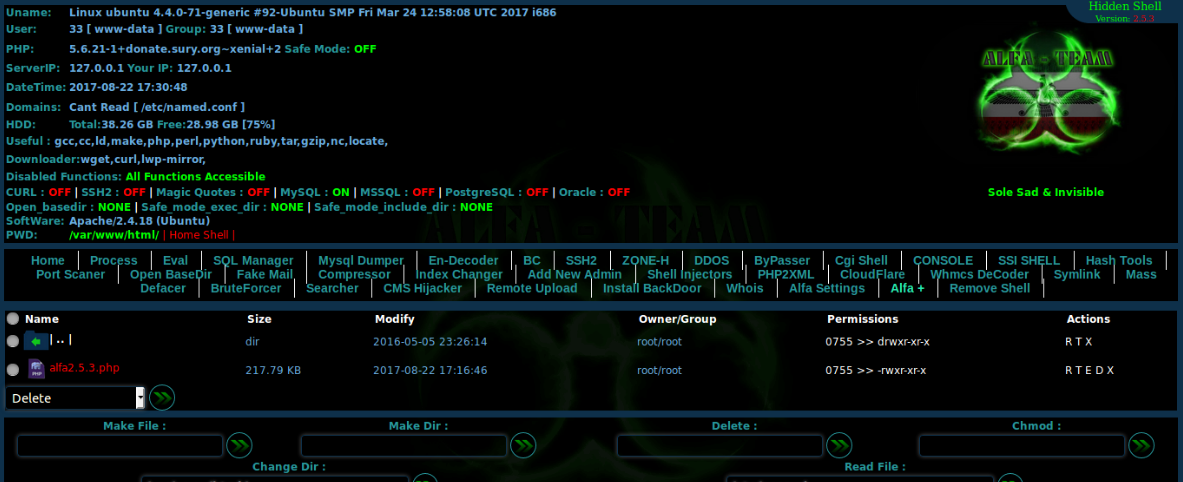 Hidden Shell
Version: 2.5.3
Uname: Linux ubuntu 4.4.0-71-generic #92-Ubuntu SMP Fri Mar 24 12:58:08 UTC 2017 i686
User: 33 [ www-data ] Group: 33 [ www-data ]
PHP: 5.6.21-1+donate.sury.org~xenial+2 Safe Mode: OFF
ServerIP: 127.0.0.1 Your IP: 127.0.0.1
DateTime: 2017-08-22 17:30:48
Domains: Cant Read [ /etc/named.conf ]
HDD: Total:38.26 GB Free:28.98 GB [75%]
Useful : gcc,cc,ld,make,php,perl,python,ruby,tar,gzip,nc,locate,
Downloader:wget,curl,lwp-mirror,
Disabled Functions: All Functions Accessible
CURL : OFF | SSH2 : OFF | Magic Quotes : OFF | MySQL : ON | MSSQL : OFF | PostgreSQL : OFF | Oracle : OFF
Open_basedir : NONE | Safe_mode_exec_dir : NONE | Safe_mode_include_dir : NONE
SoftWare: Apache/2.4.18 (Ubuntu)
PWD: /var/www/html/ | Home Shell |
ALFA - TEAM
Sole Sad & Invisible
ALFA - TEAM
Home | Process | Eval | SQL Manager | Mysql Dumper | En-Decoder | BC | SSH2 | ZONE-H | DDOS | ByPasser | Cgi Shell | CONSOLE | SSI SHELL | Hash Tools |
Port Scaner | Open BaseDir | Fake Mail | Compressor | Index Changer | Add New Admin | Shell Injectors | PHP2XML | CloudFlare | Whmcs DeCoder | Symlink | Mass
Defacer | BruteForcer | Searcher | CMS Hijacker | Remote Upload | Install BackDoor | Whois | Alfa Settings | Alfa + | Remove Shell |
Name Size Modify Owner/Group Permissions Actions
| .. | dir 2016-05-05 23:26:14 root/root 0755 >> drwxr-xr-x R T X
PHP alfa2.5.3.php 217.79 KB 2017-08-22 17:16:46 root/root 0755 >> -rwxr-xr-x R T E D X
Delete
Make File : Make Dir : Delete : Chmod :
Change Dir : Read File :